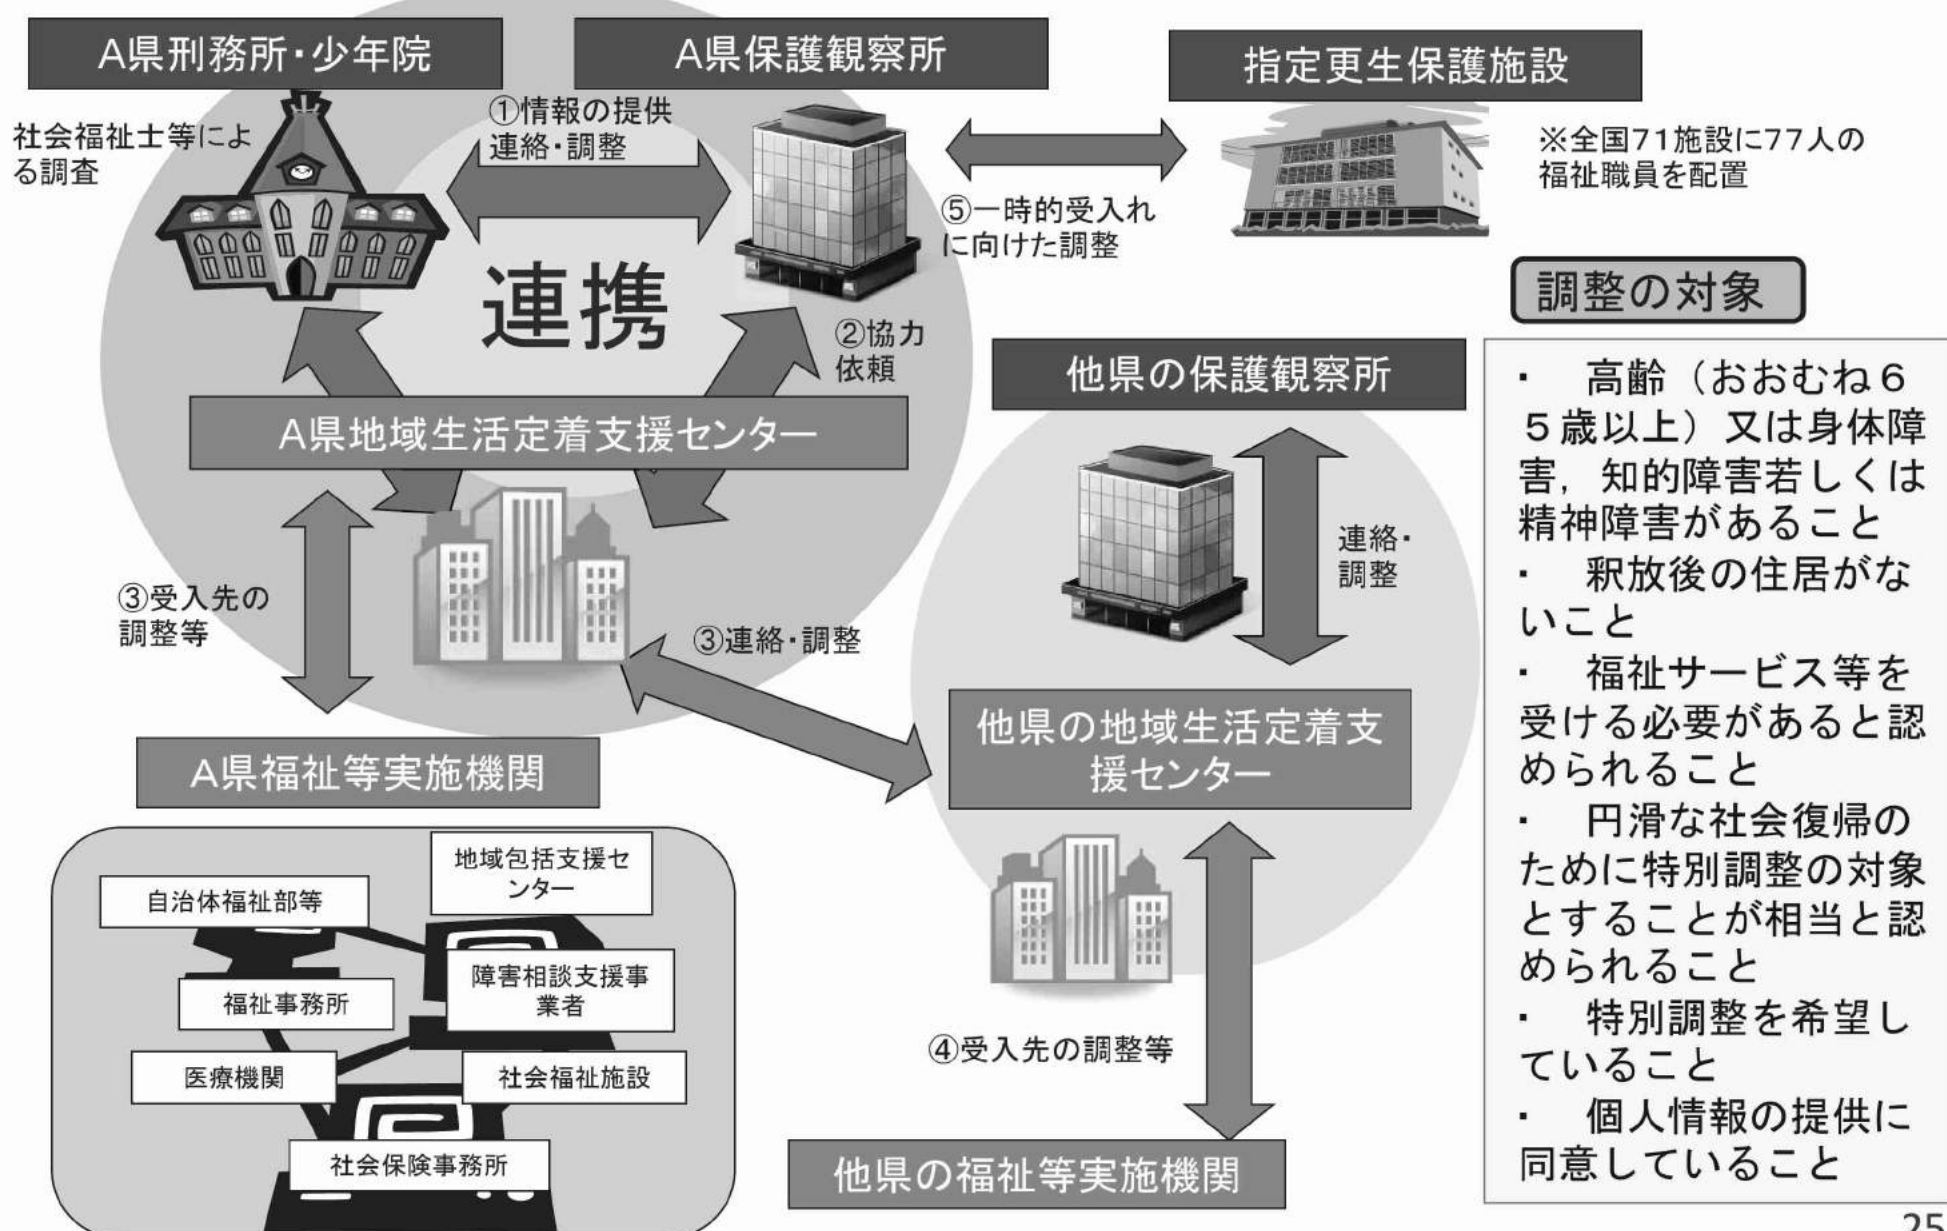 A県刑務所・少年院
A県保護観察所
指定更生保護施設
社会福祉士等によ
る調査
①情報の提供
連絡・調整
※全国71施設に77人の
福祉職員を配置
⑤一時的受入れ
に向けた調整
連携
②協力
依頼
調整の対象
他県の保護観察所
A県地域生活定着支援センター
・　高齢（おおむね６
５歳以上）又は身体障
害，知的障害若しくは
精神障害があること
・　釈放後の住居がな
いこと
・　福祉サービス等を
受ける必要があると認
められること
・　円滑な社会復帰の
ために特別調整の対象
とすることが相当と認
められること
・　特別調整を希望し
ていること
・　個人情報の提供に
同意していること
連絡・
調整
③受入先の
調整等
③連絡・調整
他県の地域生活定着支
援センター
A県福祉等実施機関
地域包括支援セ
ンター
自治体福祉部等
障害相談支援事
業者
福祉事務所
医療機関
社会福祉施設
社会保険事務所
④受入先の調整等
他県の福祉等実施機関
25